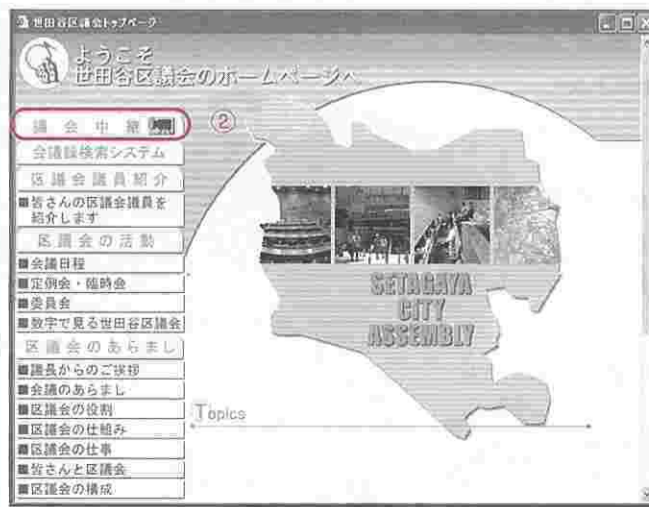 世田谷区議会トップページ
ようこそ
世田谷区議会のホームページへ
議会中継
②
会議録検索システム
区議会議員紹介
■皆さんの区議会議員を
紹介します
区議会の活動
■会議日程
■定例会・臨時会
■委員会
■数字で見る世田谷区議会
区議会のあらまし
■議長からのご挨拶
■会議のあらまし
■区議会の役割
■区議会の仕組み
■区議会の仕事
■皆さんと区議会
■区議会の構成
SETAGAYA
CITY
ASSEMBLY
Topics